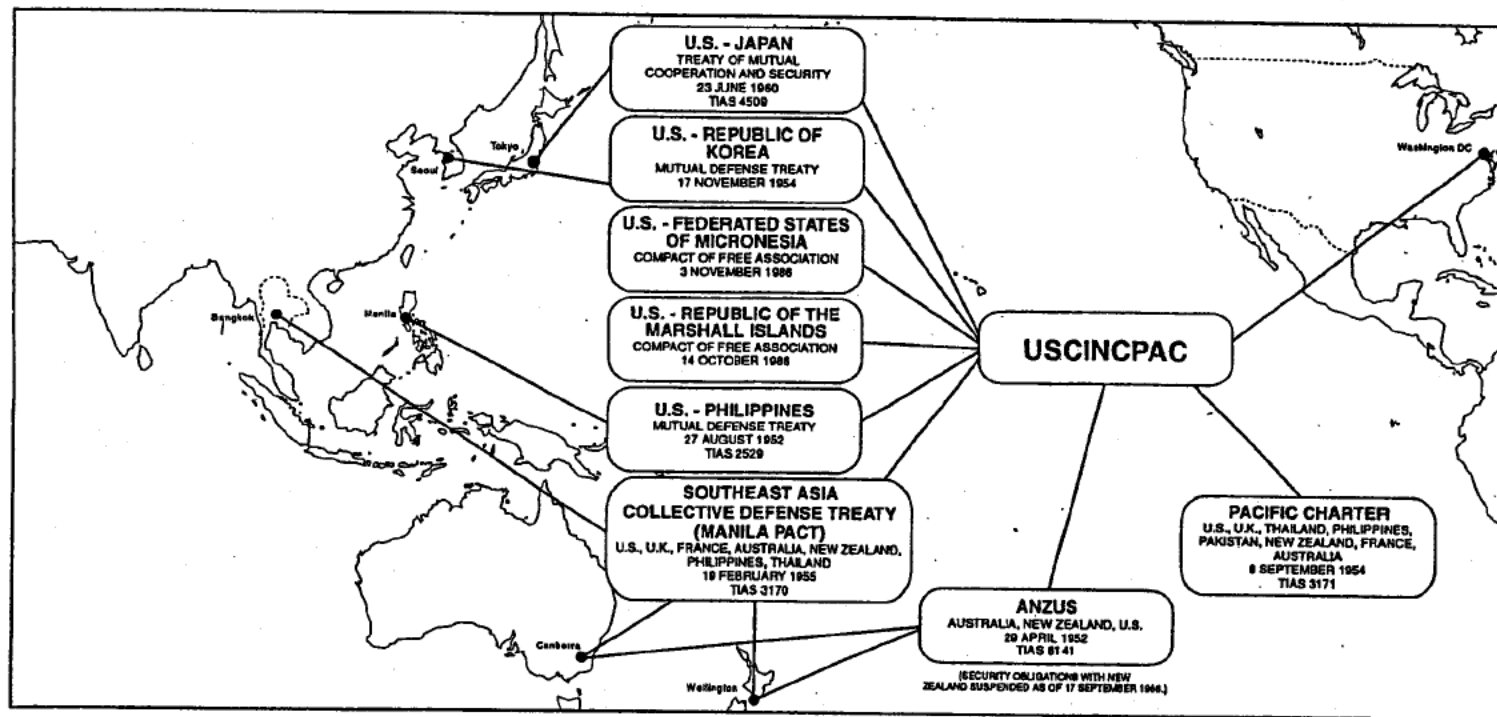 U.S. - JAPAN
TREATY OF MUTUAL
COOPERATION AND SECURITY
23 JUNE 1960
TIAS 4509
U.S. - REPUBLIC OF
KOREA
MUTUAL DEFENSE TREATY
17 NOVEMBER 1954
U.S. - FEDERATED STATES
OF MICRONESIA
COMPACT OF FREE ASSOCIATION
3 NOVEMBER 1986
U.S. - REPUBLIC OF THE
MARSHALL ISLANDS
COMPACT OF FREE ASSOCIATION
14 OCTOBER 1986
U.S. - PHILIPPINES
MUTUAL DEFENSE TREATY
27 AUGUST 1952
TIAS 2529
SOUTHEAST ASIA
COLLECTIVE DEFENSE TREATY
(MANILA PACT)
U.S., U.K., FRANCE, AUSTRALIA, NEW ZEALAND,
PHILIPPINES, THAILAND
19 FEBRUARY 1955
TIAS 3170
USCINCPAC
PACIFIC CHARTER
U.S., U.K., THAILAND, PHILIPPINES,
PAKISTAN, NEW ZEALAND, FRANCE,
AUSTRALIA
8 SEPTEMBER 1954
TIAS 3171
ANZUS
AUSTRALIA, NEW ZEALAND, U.S.
29 APRIL 1952
TIAS 6141
(SECURITY OBLIGATIONS WITH NEW
ZEALAND SUSPENDED AS OF 17 SEPTEMBER 1986.)
Tokyo
Seoul
Washington DC
Bangkok
Manila
Canberra
Wellington